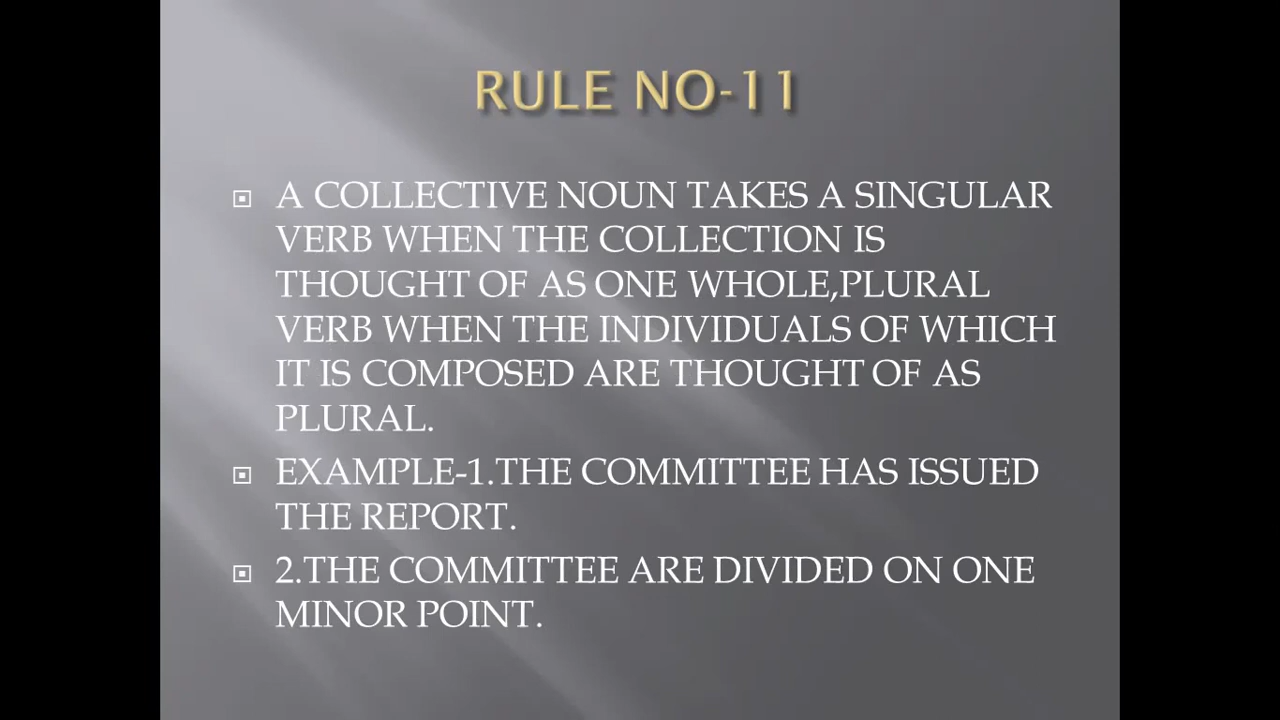 RULE NO-11
A COLLECTIVE NOUN TAKES A SINGULAR
VERB WHEN THE COLLECTION IS
THOUGHT OF AS ONE WHOLE,PLURAL
VERB WHEN THE INDIVIDUALS OF WHICH
IT IS COMPOSED ARE THOUGHT OF AS
PLURAL.
EXAMPLE-1.THE COMMITTEE HAS ISSUED
THE REPORT.
2.THE COMMITTEE ARE DIVIDED ON ONE
MINOR POINT.